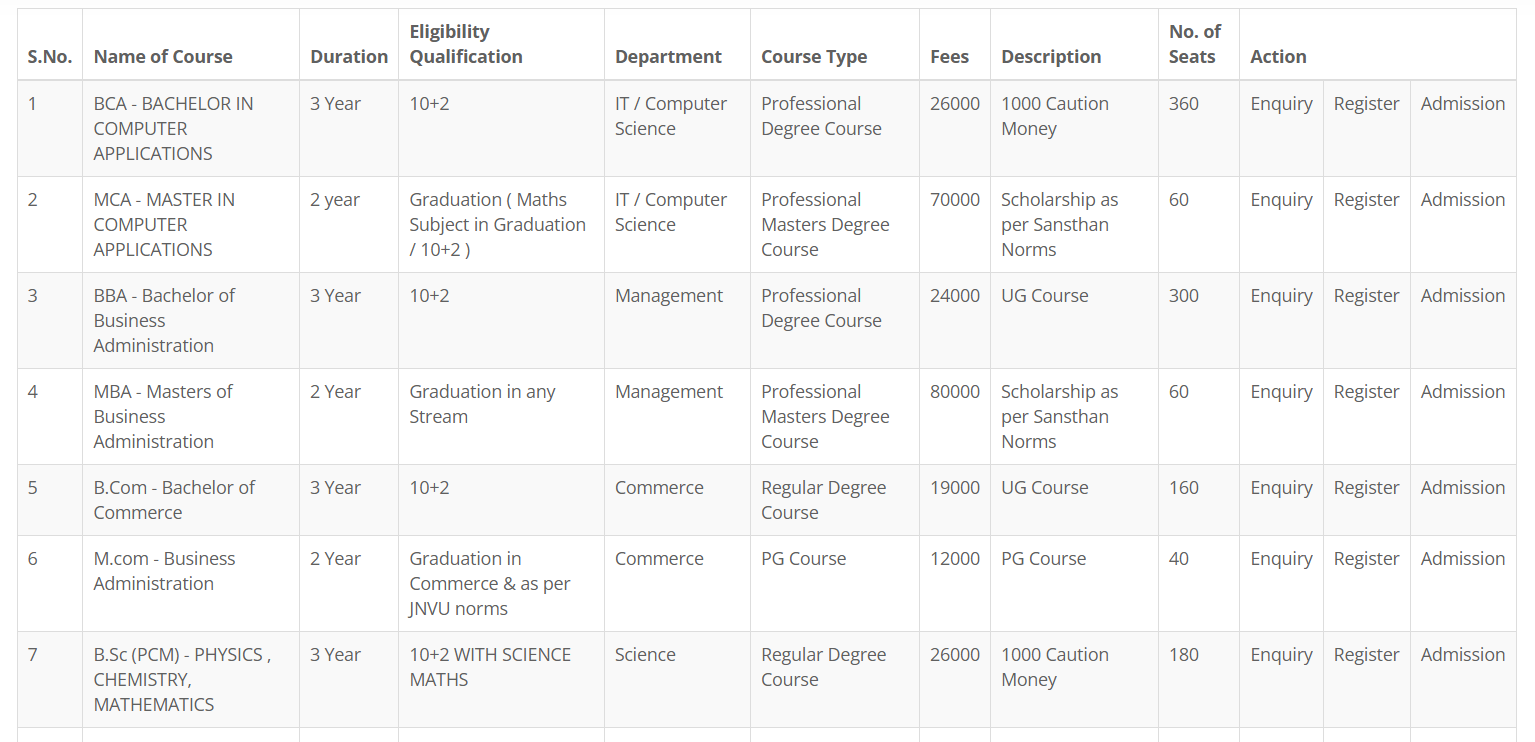 S.No. Name of Course Duration Eligibility Qualification Department Course Type Fees Description No. of Seats Action
1 BCA - BACHELOR IN COMPUTER APPLICATIONS 3 Year 10+2 IT / Computer Science Professional Degree Course 26000 1000 Caution Money 360 Enquiry Register Admission
2 MCA - MASTER IN COMPUTER APPLICATIONS 2 year Graduation ( Maths Subject in Graduation / 10+2 ) IT / Computer Science Professional Masters Degree Course 70000 Scholarship as per Sansthan Norms 60 Enquiry Register Admission
3 BBA - Bachelor of Business Administration 3 Year 10+2 Management Professional Degree Course 24000 UG Course 300 Enquiry Register Admission
4 MBA - Masters of Business Administration 2 Year Graduation in any Stream Management Professional Masters Degree Course 80000 Scholarship as per Sansthan Norms 60 Enquiry Register Admission
5 B.Com - Bachelor of Commerce 3 Year 10+2 Commerce Regular Degree Course 19000 UG Course 160 Enquiry Register Admission
6 M.com - Business Administration 2 Year Graduation in Commerce & as per JNVU norms Commerce PG Course 12000 PG Course 40 Enquiry Register Admission
7 B.Sc (PCM) - PHYSICS , CHEMISTRY, MATHEMATICS 3 Year 10+2 WITH SCIENCE MATHS Science Regular Degree Course 26000 1000 Caution Money 180 Enquiry Register Admission